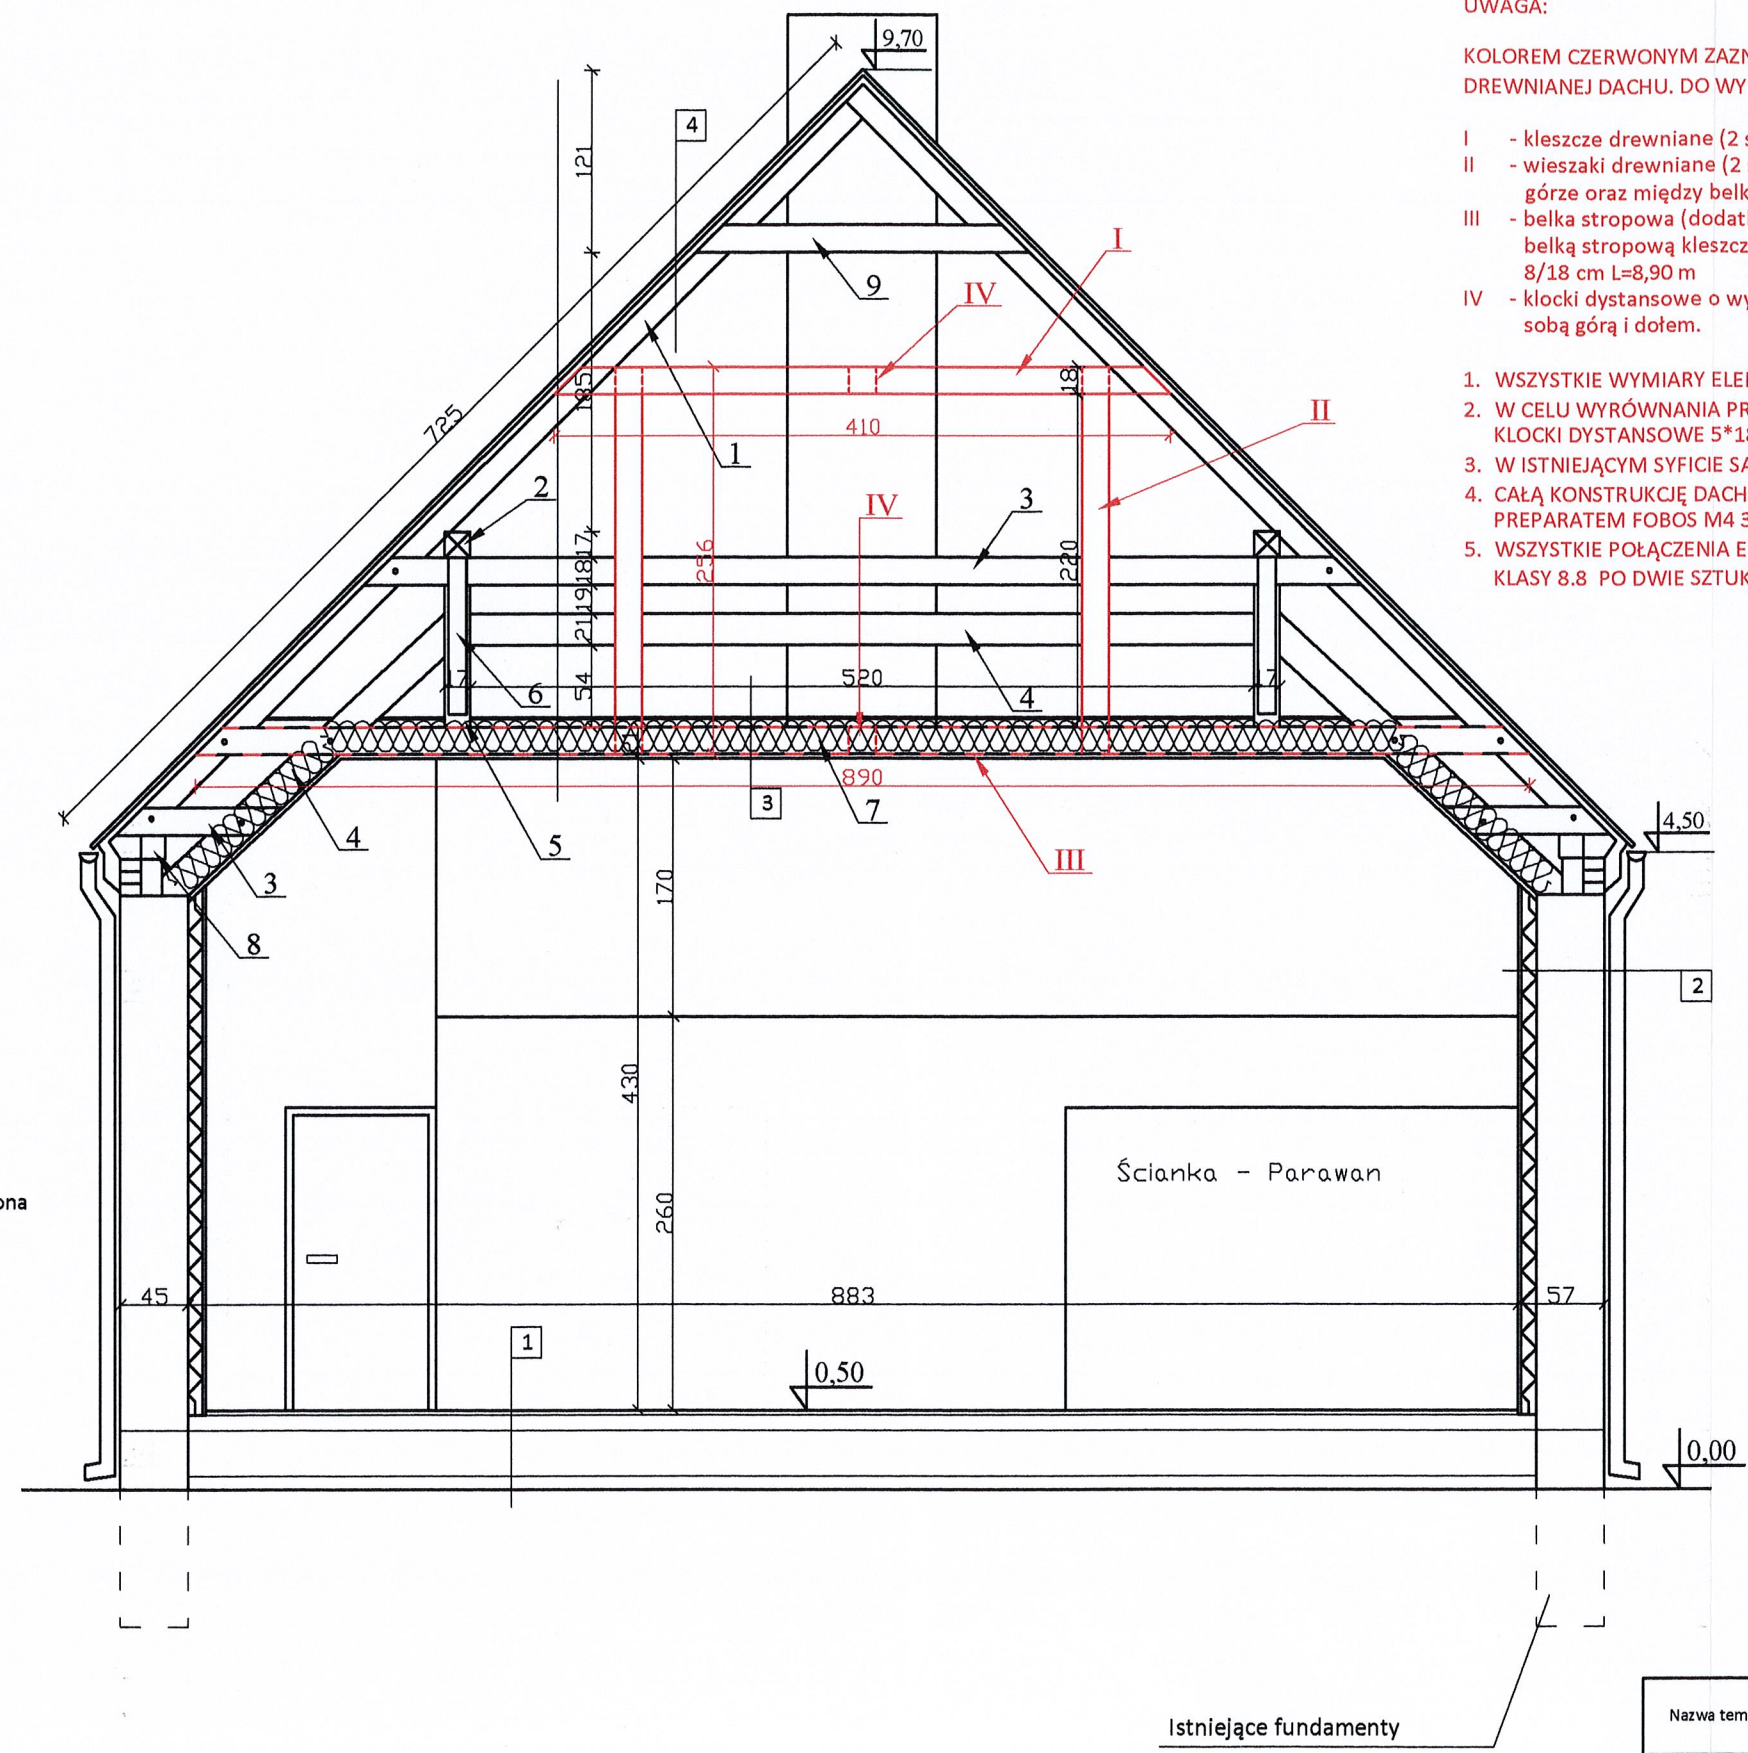 UWAGA:
KOLOREM CZERWONYM ZAZN
DREWNIANEJ DACHU. DO WY
I - kleszcze drewniane (2 s
II - wieszaki drewniane (2
górze oraz między belk
III - belka stropowa (dodat
belką stropową kleszcz
8/18 cm L=8,90 m
IV - klocki dystansowe o wy
sobą górą i dołem.
1. WSZYSTKIE WYMIARY ELE
2. W CELU WYRÓWNANIA PR
KLOCKI DYSTANSOWE 5*18
3. W ISTNIEJĄCYM SYFICIE SA
4. CAŁĄ KONSTRUKCJĘ DACH
PREPARATEM FOBOS M4 3
5. WSZYSTKIE POŁĄCZENIA E
KLASY 8.8 PO DWIE SZTUK
9,70
4
121
9
I
IV
185
18
410
II
725
1
2
IV
3
17
18
19
21
54
256
220
17
520
17
6
4
890
3
7
4
5
III
4,50
3
8
170
2
430
260
Ścianka - Parawan
ona
45
883
57
1
0,50
0,00
Istniejące fundamenty
Nazwa tem